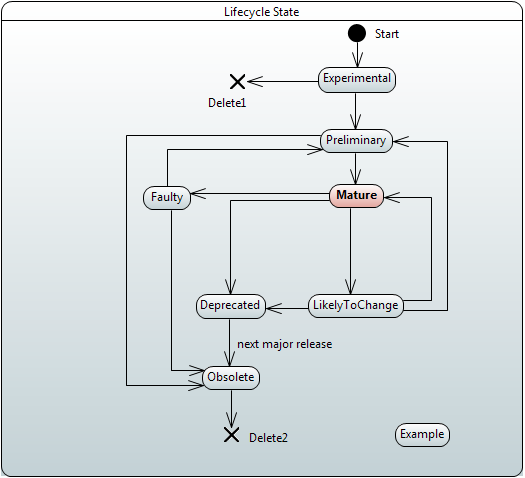 Lifecycle State
Start
Experimental
Delete1
Preliminary
Faulty
Mature
Deprecated
LikelyToChange
next major release
Obsolete
Delete2
Example